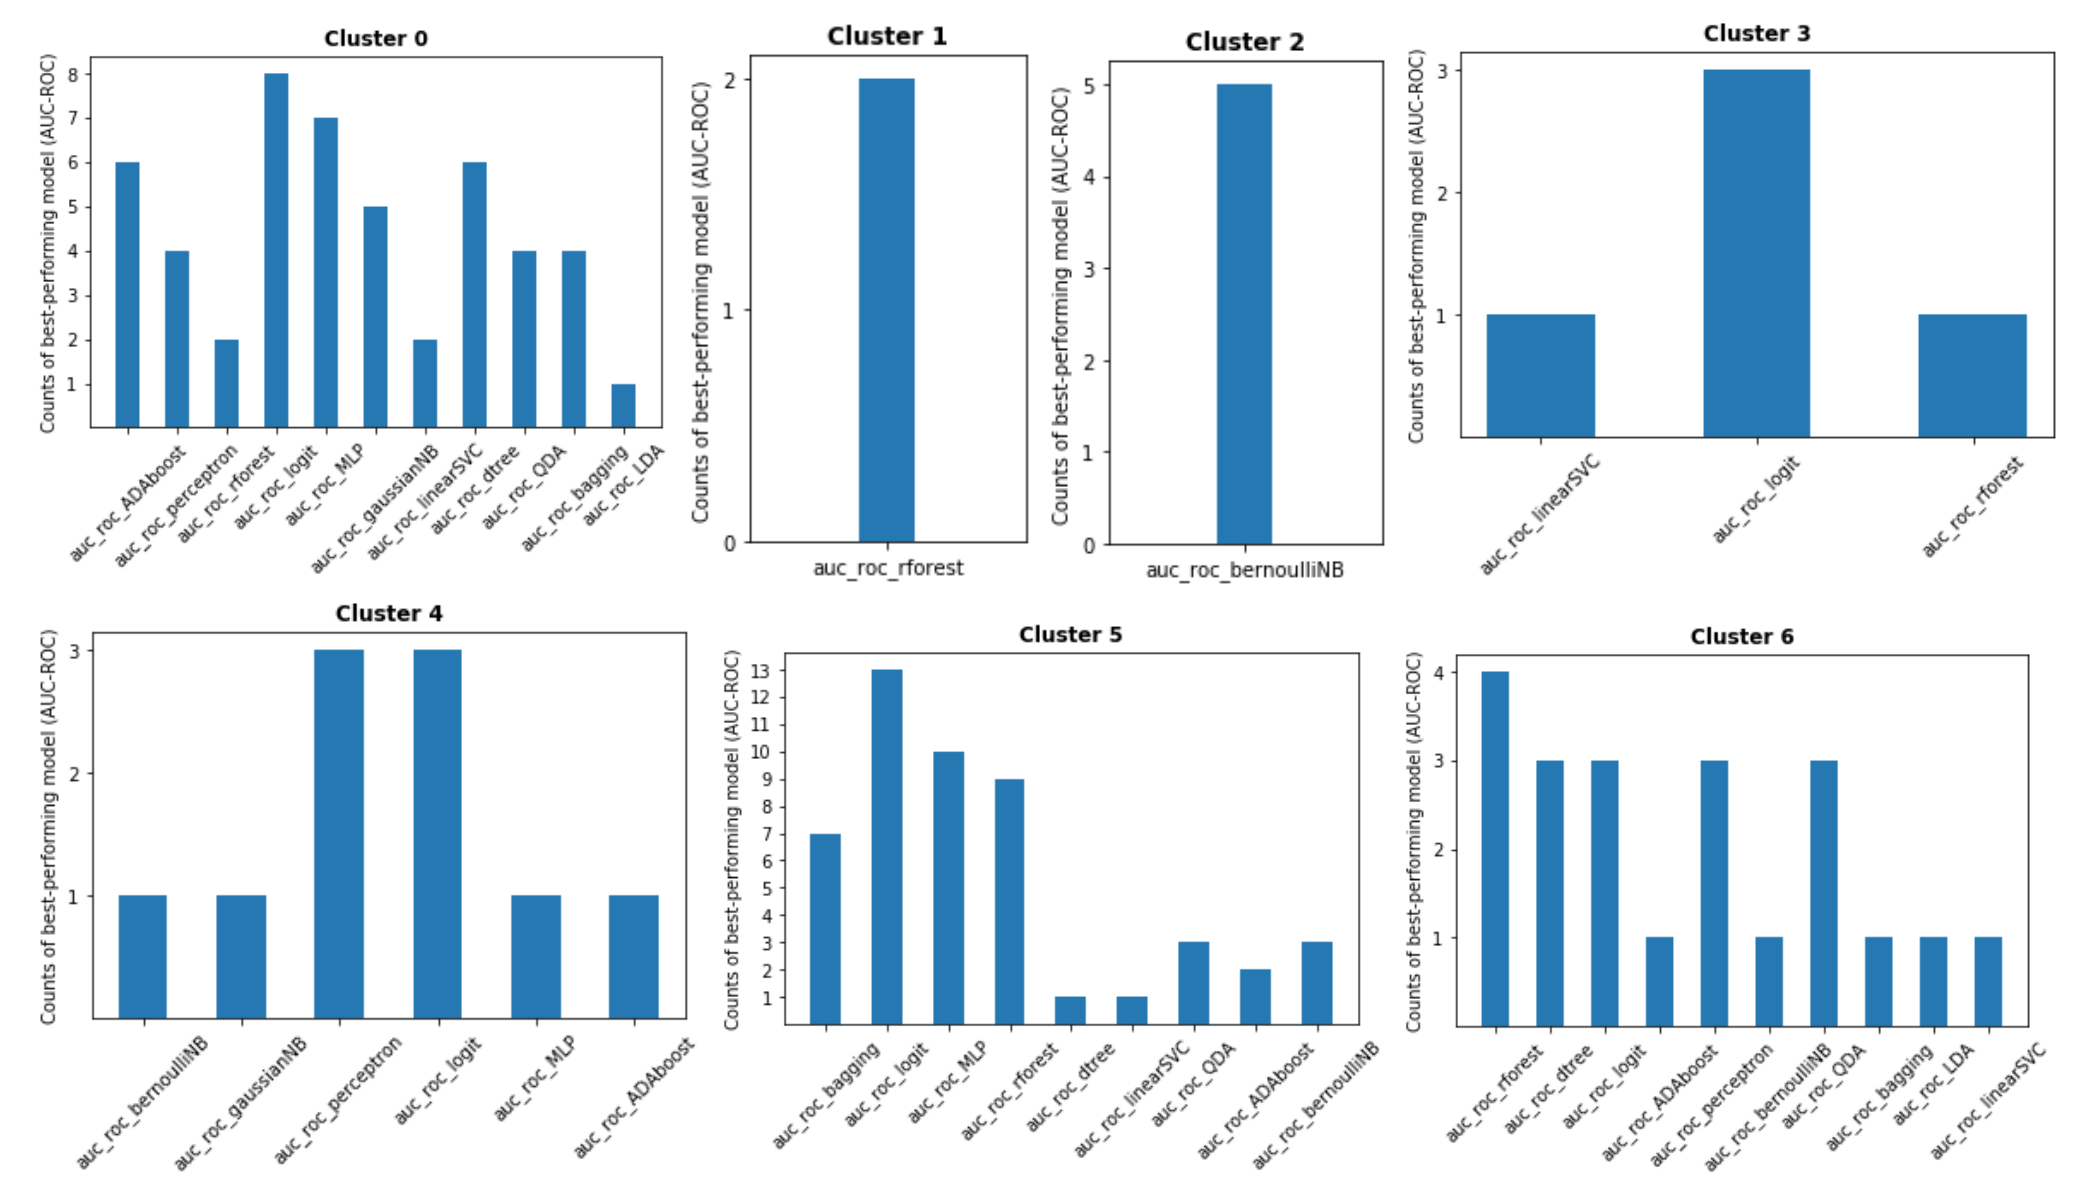 Cluster 0
Counts of best-performing model (AUC-ROC)
8
7
6
5
4
3
2
1
auc_roc_ADAboost
auc_roc_perceptron
auc_roc_rforest
auc_roc_logit
auc_roc_MLP
auc_roc_gaussianNB
auc_roc_linearSVC
auc_roc_dtree
auc_roc_QDA
auc_roc_bagging
auc_roc_LDA
Cluster 1
Counts of best-performing model (AUC-ROC)
2
1
0
auc_roc_rforest
Cluster 2
Counts of best-performing model (AUC-ROC)
5
4
3
2
1
0
auc_roc_bernoulliNB
Cluster 3
Counts of best-performing model (AUC-ROC)
3
2
1
auc_roc_linearSVC
auc_roc_logit
auc_roc_rforest
Cluster 4
Counts of best-performing model (AUC-ROC)
3
2
1
auc_roc_bernoulliNB
auc_roc_gaussianNB
auc_roc_perceptron
auc_roc_logit
auc_roc_MLP
auc_roc_ADAboost
Cluster 5
Counts of best-performing model (AUC-ROC)
13
12
11
10
9
8
7
6
5
4
3
2
1
auc_roc_bagging
auc_roc_logit
auc_roc_MLP
auc_roc_rforest
auc_roc_dtree
auc_roc_linearSVC
auc_roc_QDA
auc_roc_ADAboost
auc_roc_bernoulliNB
Cluster 6
Counts of best-performing model (AUC-ROC)
4
3
2
1
auc_roc_rforest
auc_roc_dtree
auc_roc_logit
auc_roc_ADAboost
auc_roc_perceptron
auc_roc_bernoulliNB
auc_roc_QDA
auc_roc_bagging
auc_roc_LDA
auc_roc_linearSVC